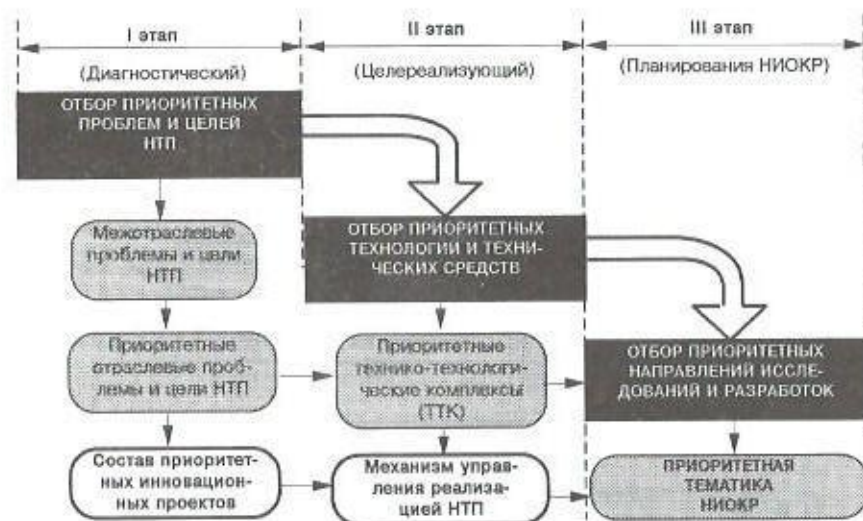 I этап
(Диагностический)
II этап
(Целереализующий)
III этап
(Планирования НИОКР)
ОТБОР ПРИОРИТЕТНЫХ
ПРОБЛЕМ И ЦЕЛЕЙ
НТП
Межотраслевые
проблемы и цели
НТП
ОТБОР ПРИОРИТЕТНЫХ
ТЕХНОЛОГИИ И ТЕХНИ-
ЧЕСКИХ СРЕДСТВ
Приоритетные
отраслевые проб-
лемы и цели НТП
Приоритетные
технико-технологи-
ческие комплексы
(ТТК)
ОТБОР ПРИОРИТЕТНЫХ
НАПРАВЛЕНИЙ ИССЛЕ-
ДОВАНИЙ И РАЗРАБОТОК
Состав приоритет-
ных инновацион-
ных проектов
Механизм управ-
ления реализа-
цией НТП
ПРИОРИТЕТНАЯ
ТЕМАТИКА
НИОКР